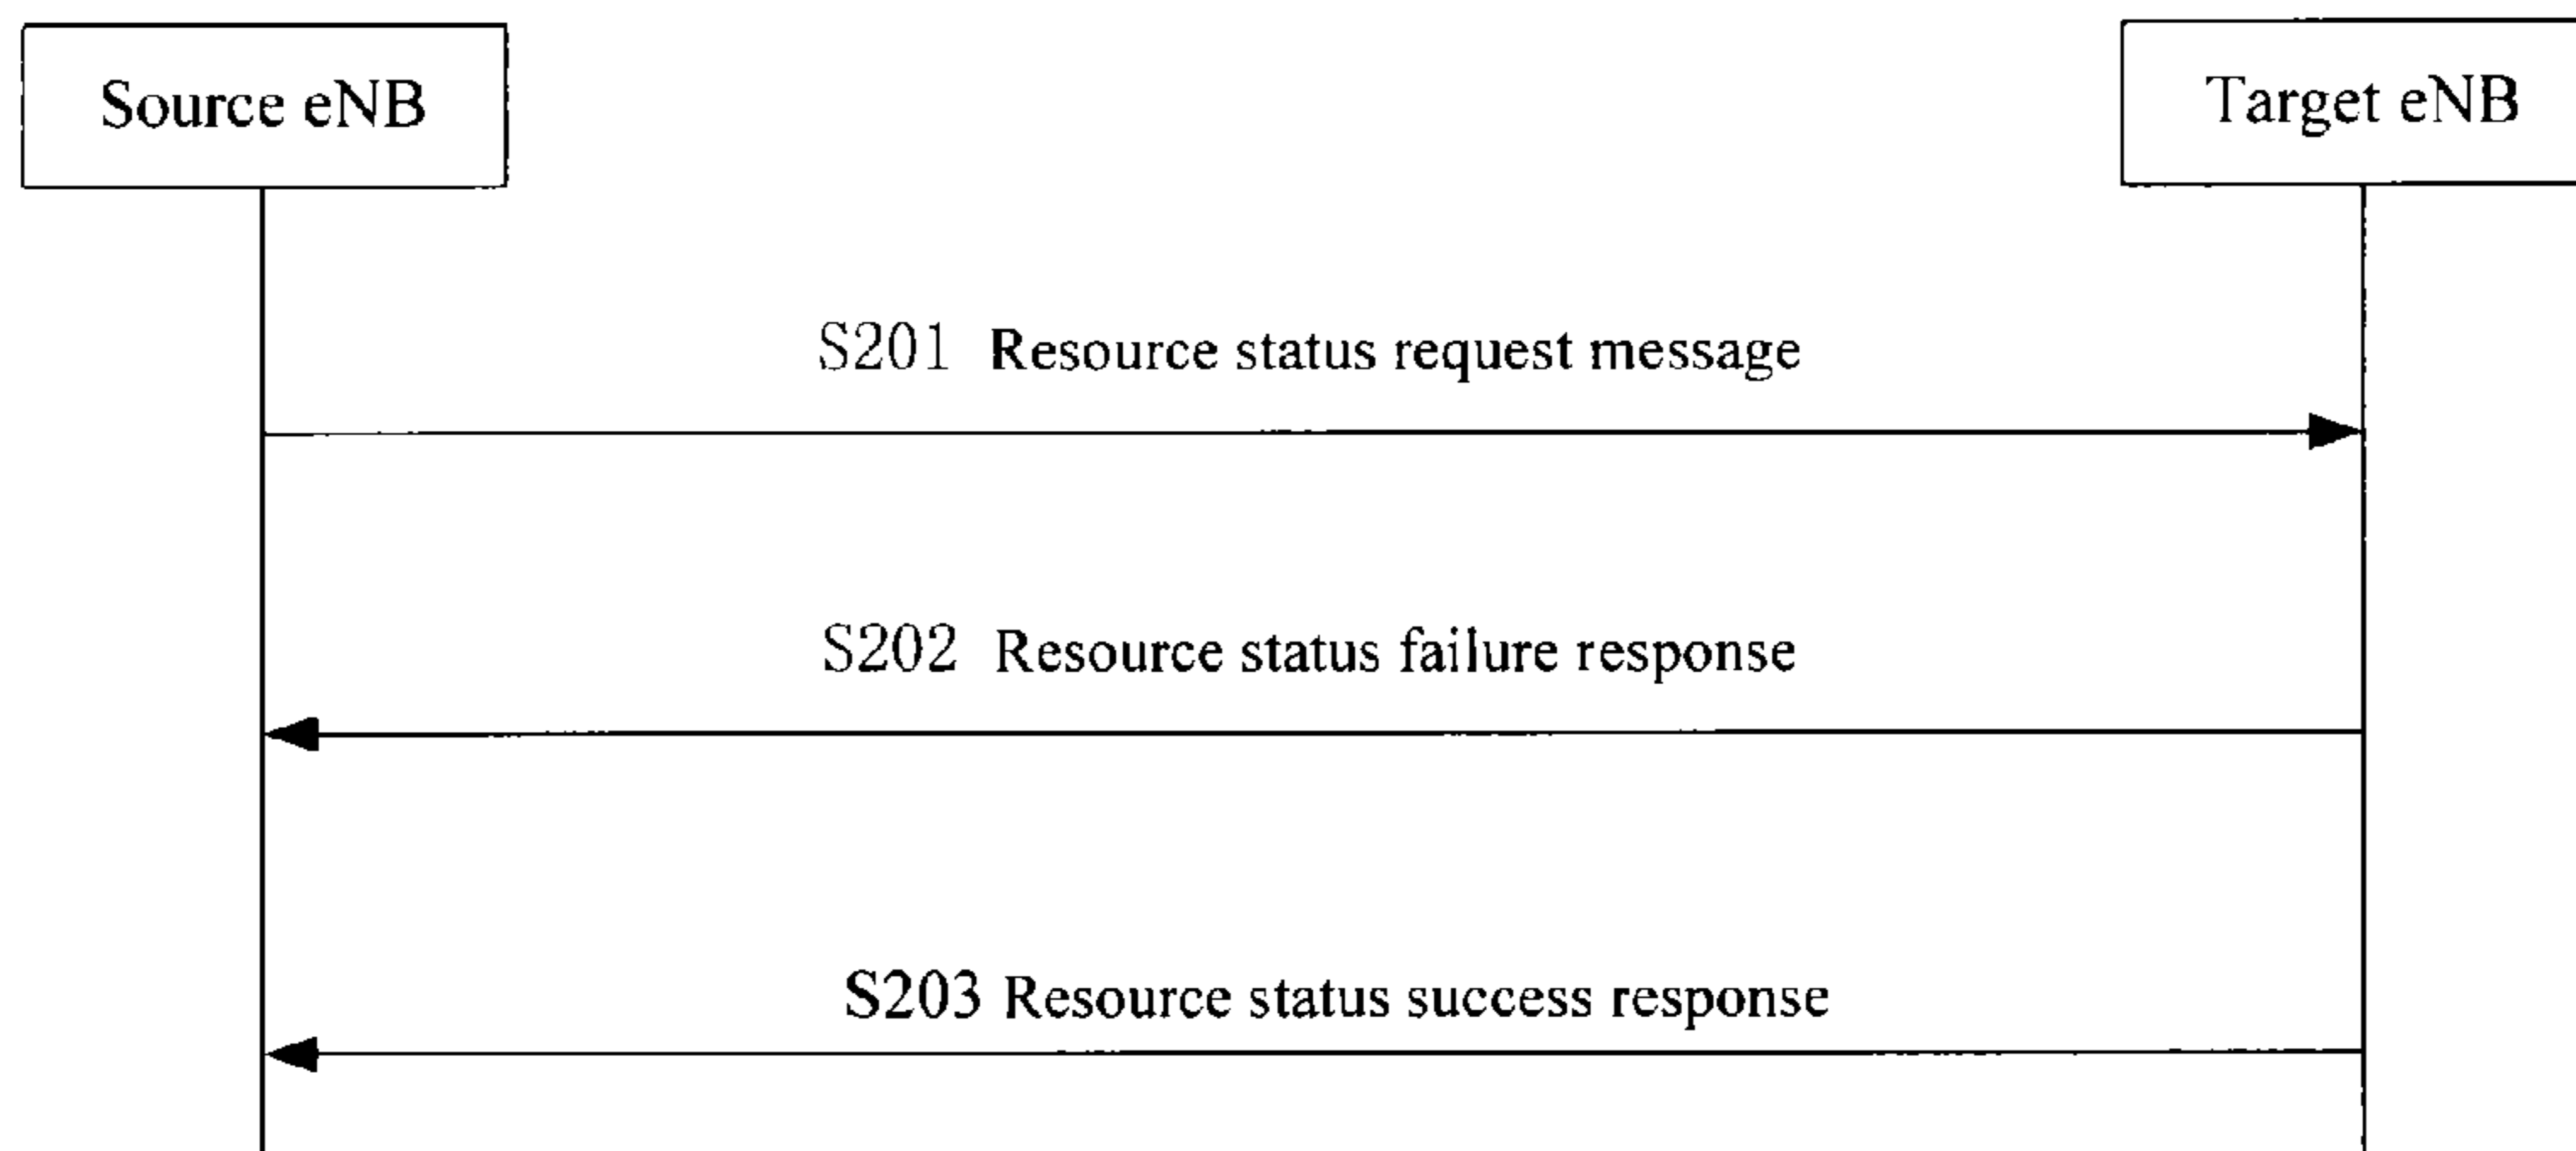 Source eNB
Target eNB
S201 Resource status request message
S202 Resource status failure response
S203 Resource status success response